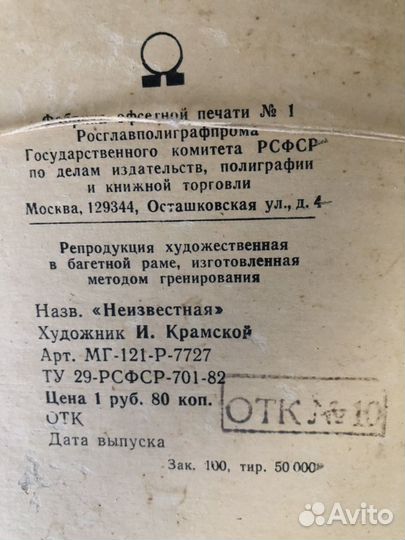 Фабрика офсетной печати № 1
Росглавполиграфпрома
Государственного комитета РСФСР
по делам издательств, полиграфии
и книжной торговли
Москва, 129344, Осташковская ул., д. 4
Репродукция художественная
в багетной раме, изготовленная
методом гренирования
Назв. «Неизвестная»
Художник И. Крамской
Арт. МГ-121-Р-7727
ТУ 29-РСФСР-701-82
Цена 1 руб. 80 коп.
ОТК № 10
ОТК
Дата выпуска
Зак. 100, тир. 50 000
Avito